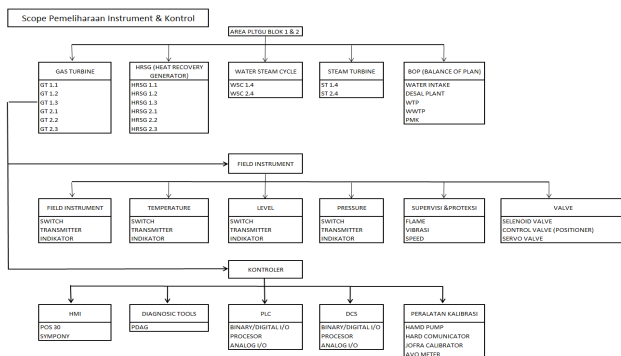 Scope Pemeliharaan Instrument & Kontrol
AREA PLTGU BLOK 1 & 2
GAS TURBINE
GT 1.1
GT 1.2
GT 1.3
GT 2.1
GT 2.2
GT 2.3
HRSG (HEAT RECOVERY
GENERATOR)
HRSG 1.1
HRSG 1.2
HRSG 1.3
HRSG 2.1
HRSG 2.2
HRSG 2.3
WATER STEAM CYCLE
WSC 1.4
WSC 2.4
STEAM TURBINE
ST 1.4
ST 2.4
BOP (BALANCE OF PLAN)
WATER INTAKE
DESAL PLANT
WTP
WWTP
PMK
FIELD INSTRUMENT
FIELD INSTRUMENT
SWITCH
TRANSMITTER
INDIKATOR
TEMPERATURE
SWITCH
TRANSMITTER
INDIKATOR
LEVEL
SWITCH
TRANSMITTER
INDIKATOR
PRESSURE
SWITCH
TRANSMITTER
INDIKATOR
SUPERVISI &PROTEKSI
FLAME
VIBRASI
SPEED
VALVE
SELENOID VALVE
CONTROL VALVE (POSITIONER)
SERVO VALVE
KONTROLER
HMI
POS 30
SYMPONY
DIAGNOSIC TOOLS
PDAG
PLC
BINARY/DIGITAL I/O
PROCESOR
ANALOG I/O
DCS
BINARY/DIGITAL I/O
PROCESOR
ANALOG I/O
PERALATAN KALIBRASI
HAMD PUMP
HARD COMUNICATOR
JOFRA CALIBRATOR
AVO METER